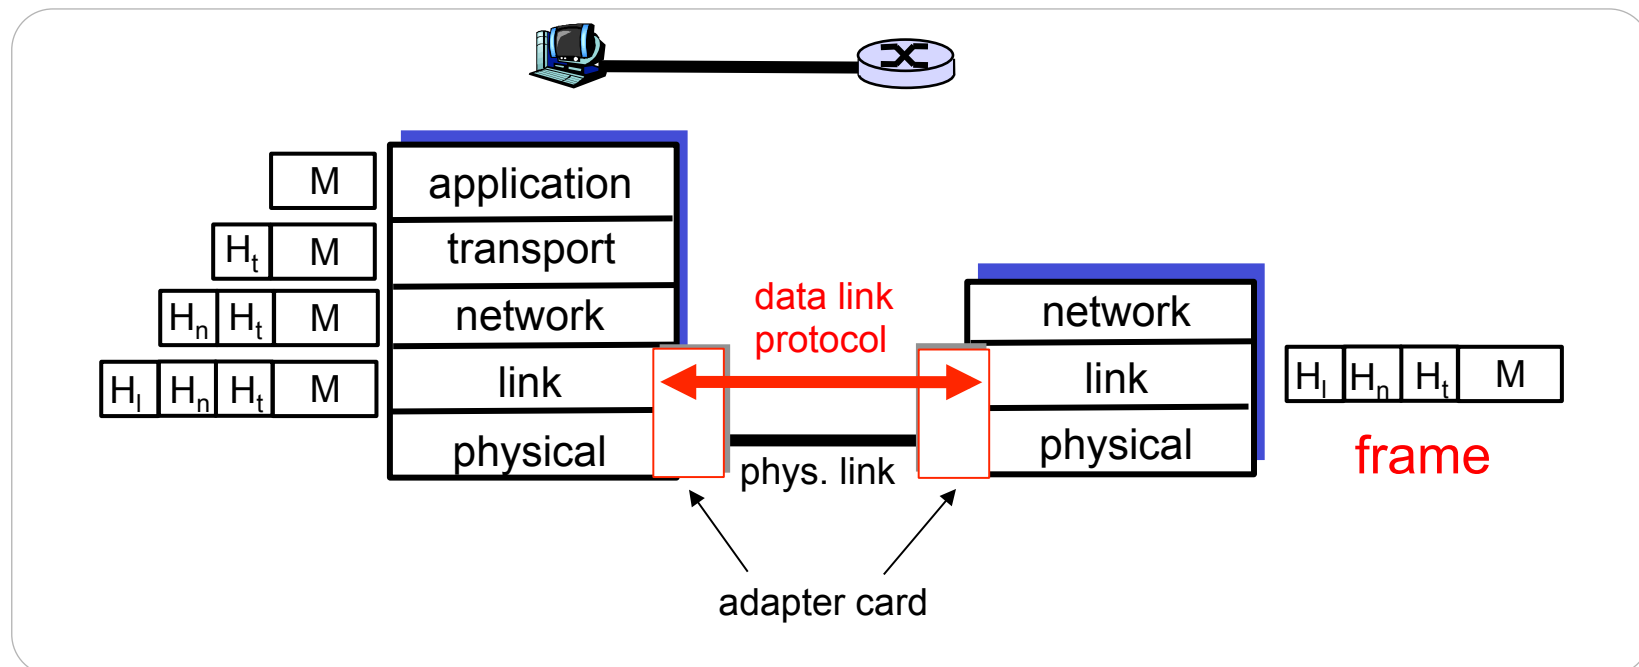 M
application
Ht M
transport
Hn Ht M
network
Hl Hn Ht M
link
physical
data link
protocol
phys. link
adapter card
network
link
physical
Hl Hn Ht M
frame